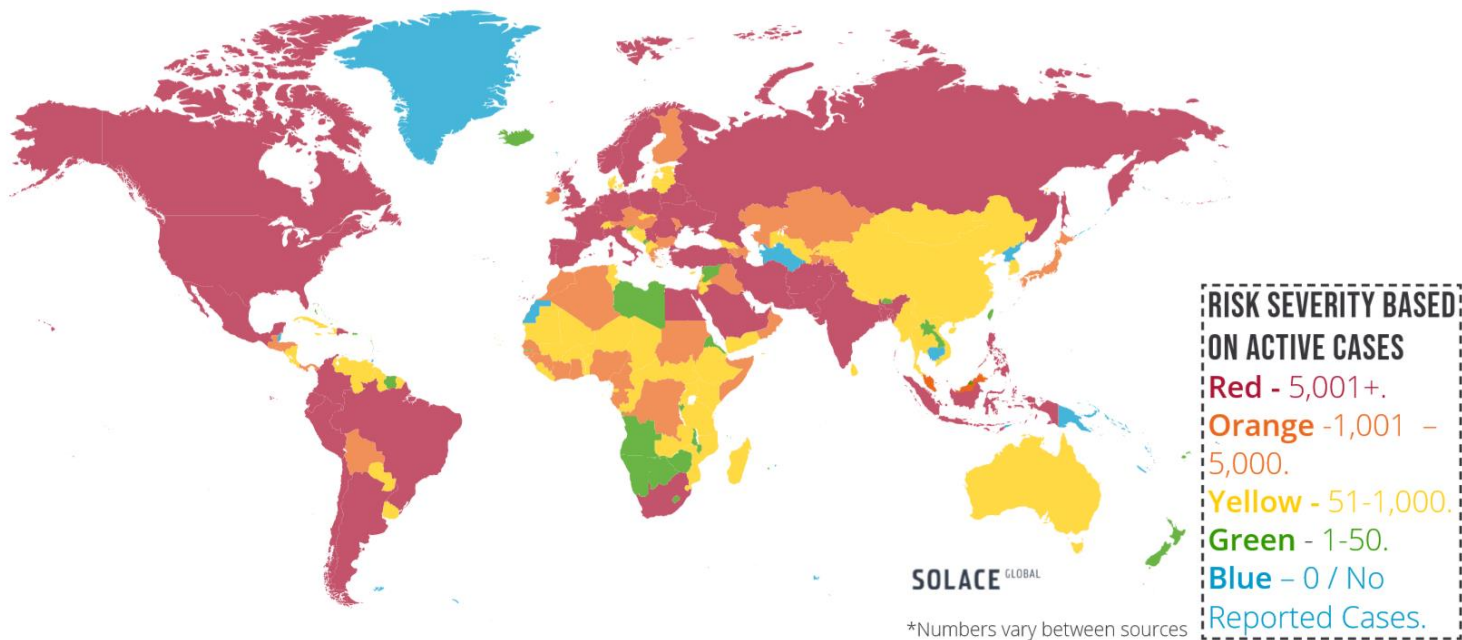 RISK SEVERITY BASED
ON ACTIVE CASES
Red - 5,001+.
Orange -1,001 –
5,000.
Yellow - 51-1,000.
Green - 1-50.
Blue – 0 / No
Reported Cases.
SOLACE GLOBAL
*Numbers vary between sources